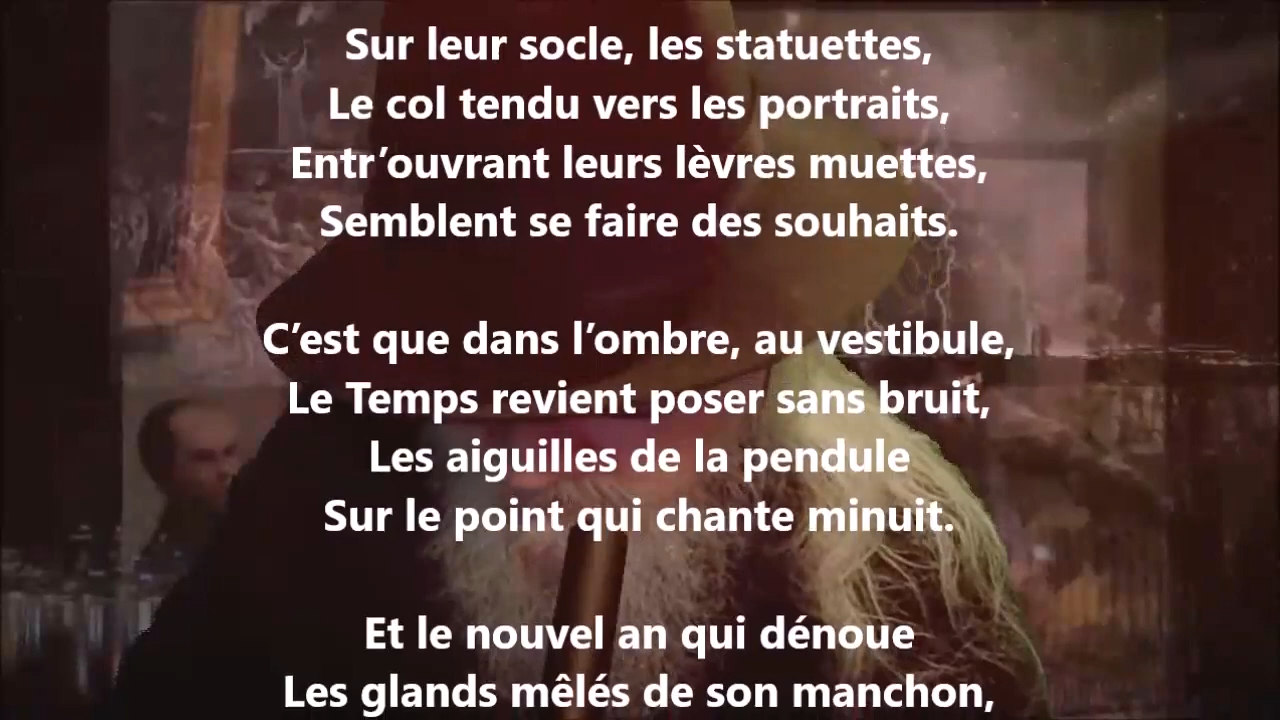 Sur leur socle, les statuettes,
Le col tendu vers les portraits,
Entr’ouvrant leurs lèvres muettes,
Semblent se faire des souhaits.
C’est que dans l’ombre, au vestibule,
Le Temps revient poser sans bruit,
Les aiguilles de la pendule
Sur le point qui chante minuit.
Et le nouvel an qui dénoue
Les glands mêlés de son manchon,